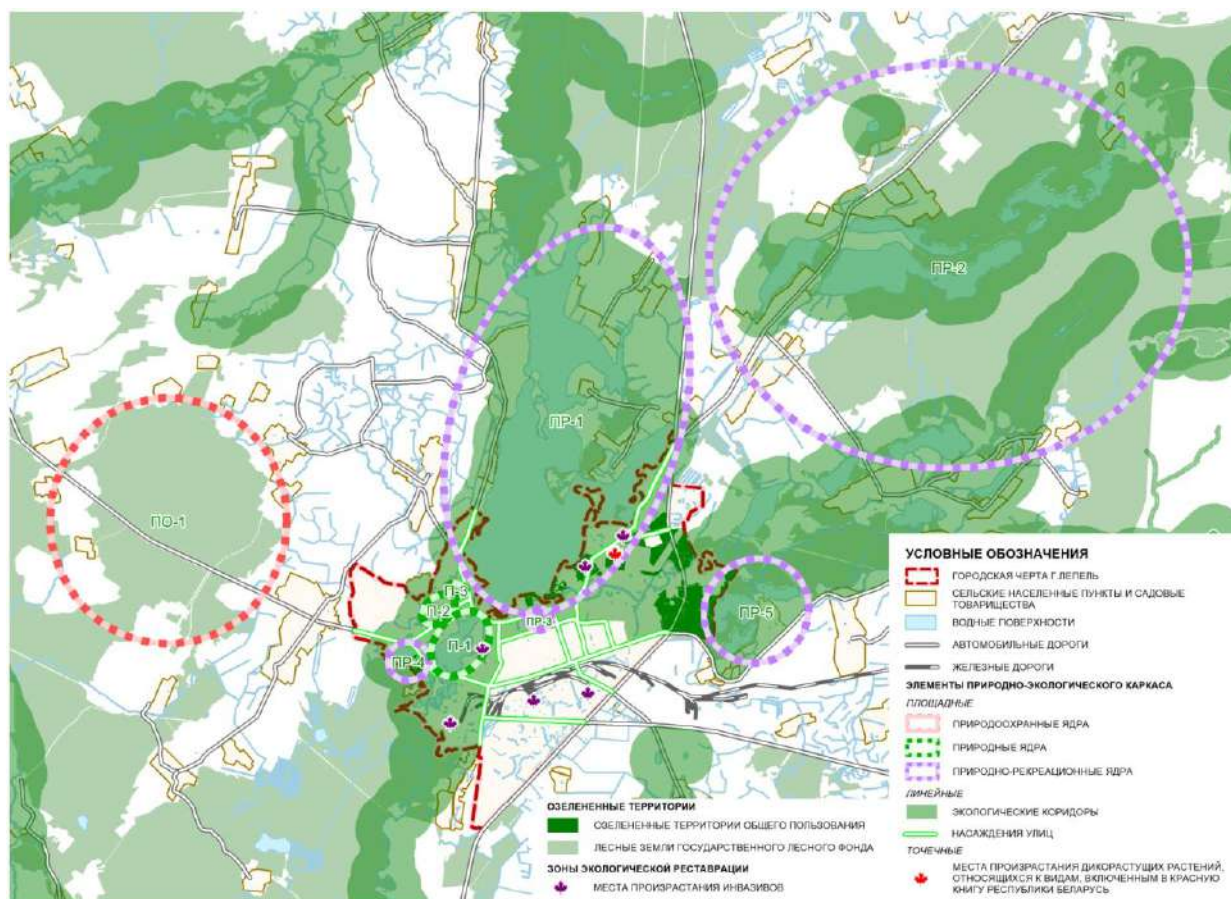 ПР-2
ПР-1
ПО-1
ПР-5
П-3
П-2
ПР-3
П-1
ПР-4
УСЛОВНЫЕ ОБОЗНАЧЕНИЯ
ГОРОДСКАЯ ЧЕРТА Г.ЛЕПЕЛЬ
СЕЛЬСКИЕ НАСЕЛЕННЫЕ ПУНКТЫ И САДОВЫЕ
ТОВАРИЩЕСТВА
ВОДНЫЕ ПОВЕРХНОСТИ
АВТОМОБИЛЬНЫЕ ДОРОГИ
ЖЕЛЕЗНЫЕ ДОРОГИ
ЭЛЕМЕНТЫ ПРИРОДНО-ЭКОЛОГИЧЕСКОГО КАРКАСА
ПЛОЩАДНЫЕ
ПРИРОДООХРАННЫЕ ЯДРА
ПРИРОДНЫЕ ЯДРА
ПРИРОДНО-РЕКРЕАЦИОННЫЕ ЯДРА
ЛИНЕЙНЫЕ
ЭКОЛОГИЧЕСКИЕ КОРИДОРЫ
НАСАЖДЕНИЯ УЛИЦ
ТОЧЕЧНЫЕ
МЕСТА ПРОИЗРАСТАНИЯ ДИКОРАСТУЩИХ РАСТЕНИЙ,
ОТНОСЯЩИХСЯ К ВИДАМ, ВКЛЮЧЕННЫМ В КРАСНУЮ
КНИГУ РЕСПУБЛИКИ БЕЛАРУСЬ
ОЗЕЛЕНЕННЫЕ ТЕРРИТОРИИ
ОЗЕЛЕНЕННЫЕ ТЕРРИТОРИИ ОБЩЕГО ПОЛЬЗОВАНИЯ
ЛЕСНЫЕ ЗЕМЛИ ГОСУДАРСТВЕННОГО ЛЕСНОГО ФОНДА
ЗОНЫ ЭКОЛОГИЧЕСКОЙ РЕСТАВРАЦИИ
МЕСТА ПРОИЗРАСТАНИЯ ИНВАЗИВОВ